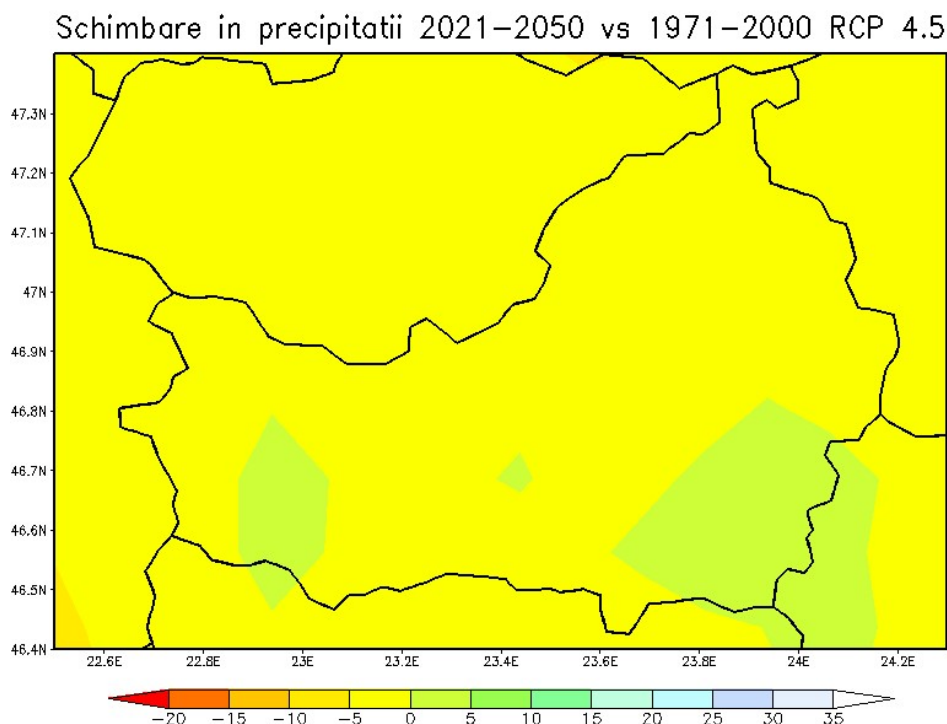 Schimbare in precipitatii 2021-2050 vs 1971-2000 RCP 4.5
47.3N
47.2N
47.1N
47N
46.9N
46.8N
46.7N
46.6N
46.5N
46.4N
22.6E 22.8E 23E 23.2E 23.4E 23.6E 23.8E 24E 24.2E
-20 -15 -10 -5 0 5 10 15 20 25 30 35